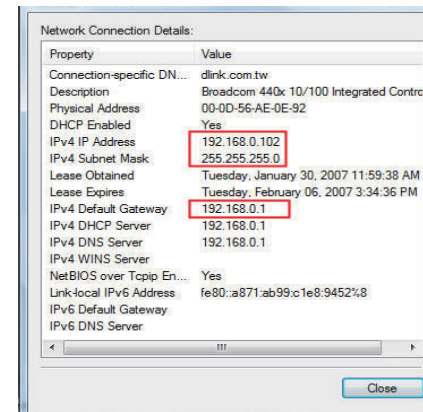 Network Connection Details:
Property Value
Connection-specific DN... dlink.com.tw
Description Broadcom 440x 10/100 Integrated Contro
Physical Address 00-0D-56-AE-0E-92
DHCP Enabled Yes
IPv4 IP Address 192.168.0.102
IPv4 Subnet Mask 255.255.255.0
Lease Obtained Tuesday, January 30, 2007 11:59:38 AM
Lease Expires Tuesday, February 06, 2007 3:34:36 PM
IPv4 Default Gateway 192.168.0.1
IPv4 DHCP Server 192.168.0.1
IPv4 DNS Server 192.168.0.1
IPv4 WINS Server
NetBIOS over Tcpip En... Yes
Link-local IPv6 Address fe80::a871:ab99:c1e8:9452%8
IPv6 Default Gateway
IPv6 DNS Server
Close